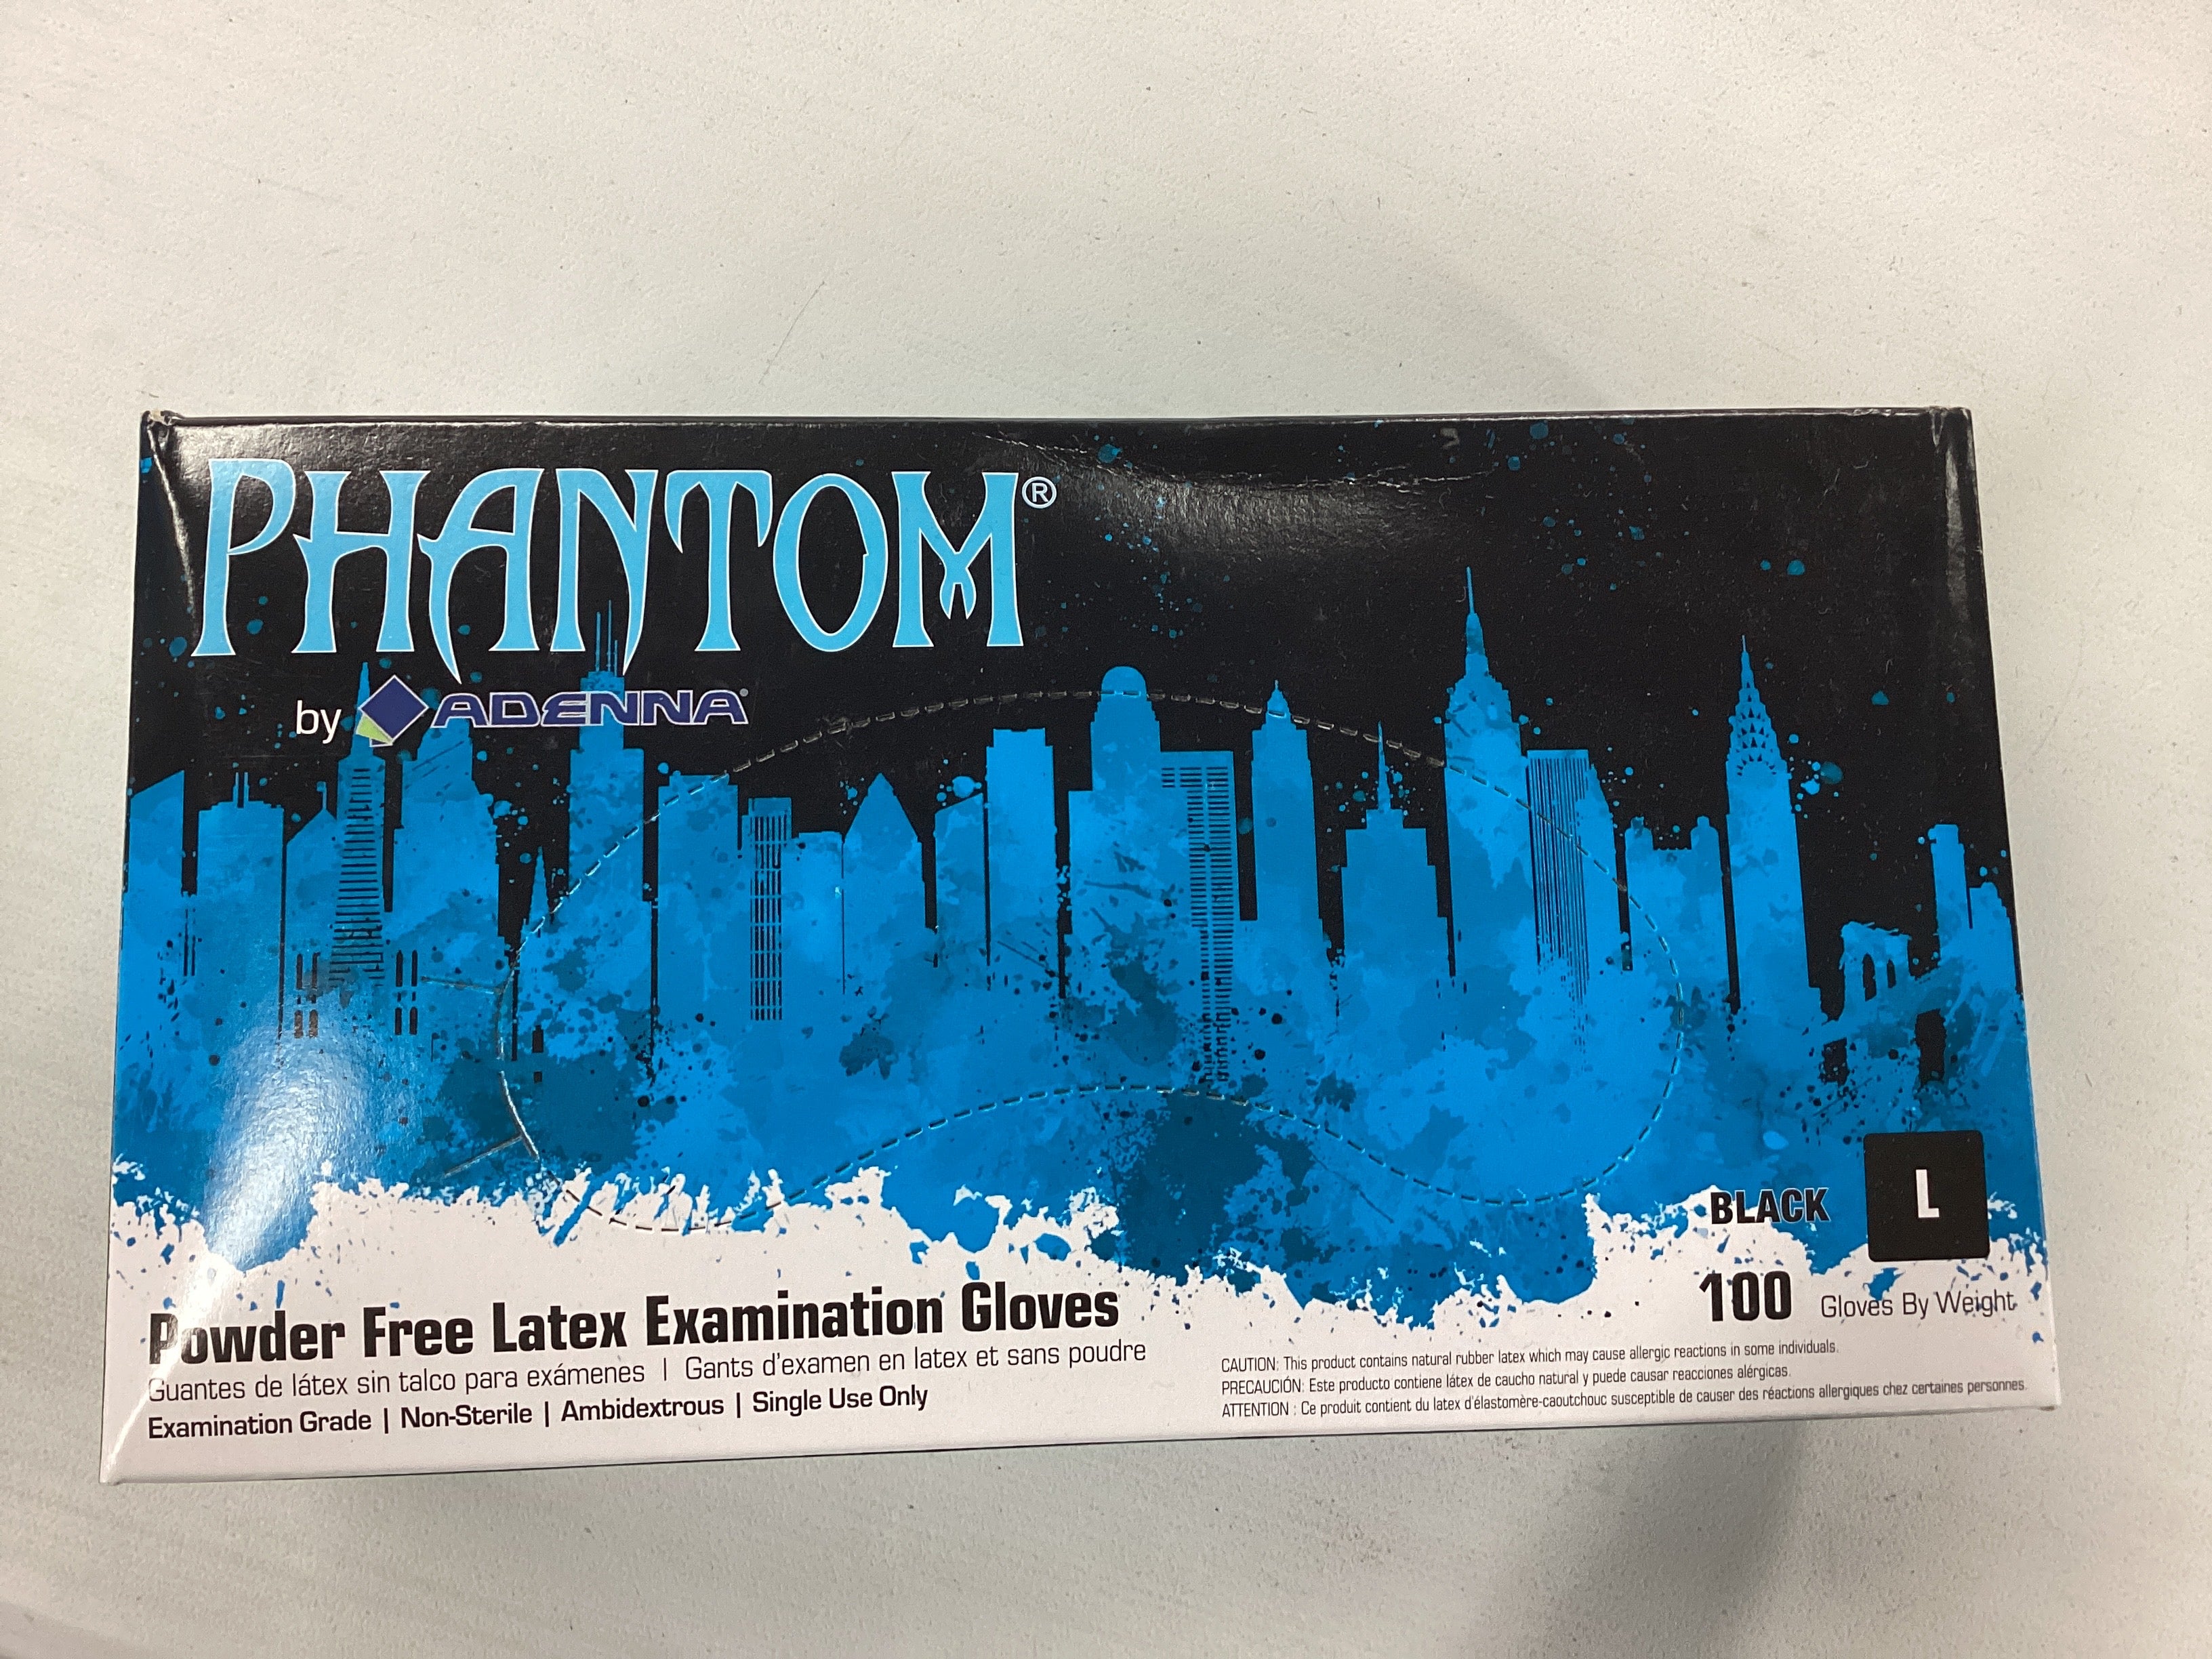 PHANTOM®
by ADENNA®
BLACK L
100 Gloves By Weight
Powder Free Latex Examination Gloves
Guantes de látex sin talco para exámenes | Gants d'examen en latex et sans poudre
Examination Grade | Non-Sterile | Ambidextrous | Single Use Only
CAUTION: This product contains natural rubber latex which may cause allergic reactions in some individuals.
PRECAUCIÓN: Este producto contiene látex de caucho natural y puede causar reacciones alérgicas.
ATTENTION : Ce produit contient du latex d'élastomère-caoutchouc susceptible de causer des réactions allergiques chez certaines personnes.